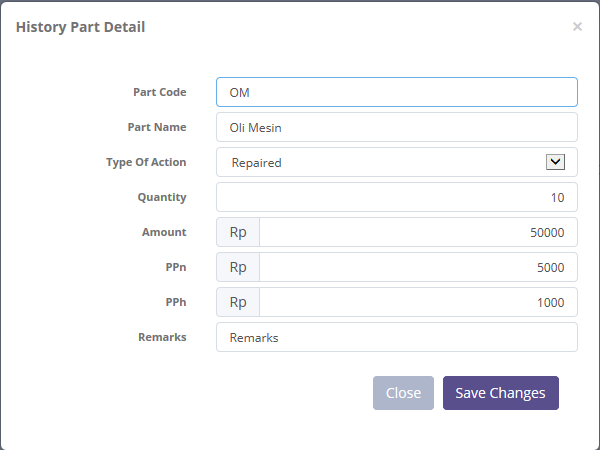 History Part Detail ×
Part Code OM
Part Name Oli Mesin
Type Of Action Repaired
Quantity 10
Amount Rp 50000
PPn Rp 5000
PPh Rp 1000
Remarks Remarks
Close Save Changes